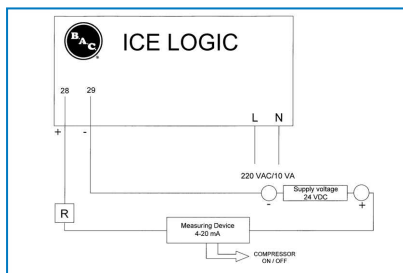 B.A.C.
ICE LOGIC
28 29
+ -
L N
220 VAC/10 VA
Supply voltage
24 VDC
- +
R
Measuring Device
4-20 mA
COMPRESSOR
ON / OFF